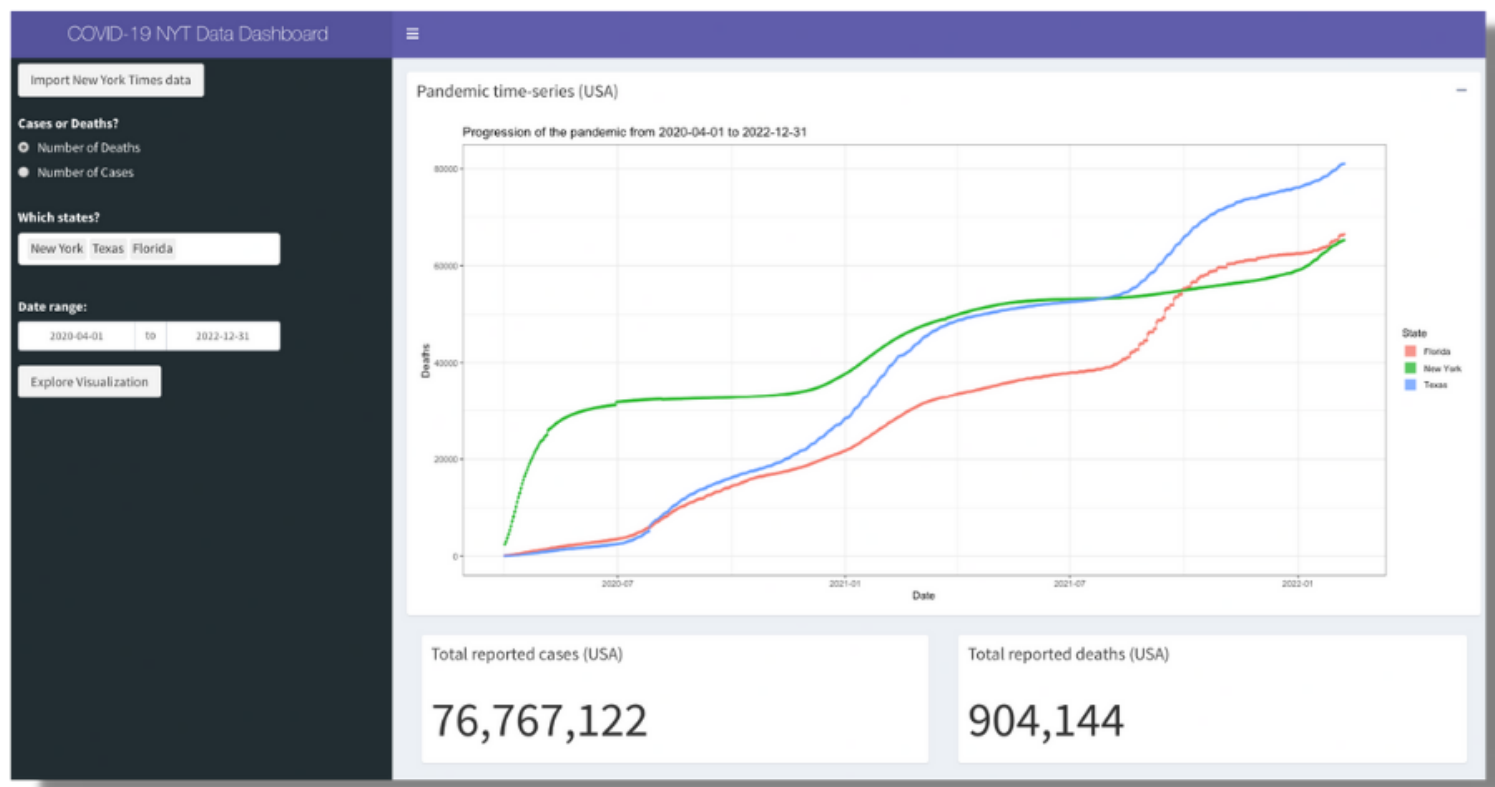 COVID-19 NYT Data Dashboard
Import New York Times data
Cases or Deaths?
Number of Deaths
Number of Cases
Which states?
New York Texas Florida
Date range:
2020-04-01 to 2022-12-31
Explore Visualization
Pandemic time-series (USA)
Progression of the pandemic from 2020-04-01 to 2022-12-31
Deaths
80000
60000
40000
20000
0
2020-07 2021-01 2021-07 2022-01
Date
State
Florida
New York
Texas
Total reported cases (USA)
76,767,122
Total reported deaths (USA)
904,144